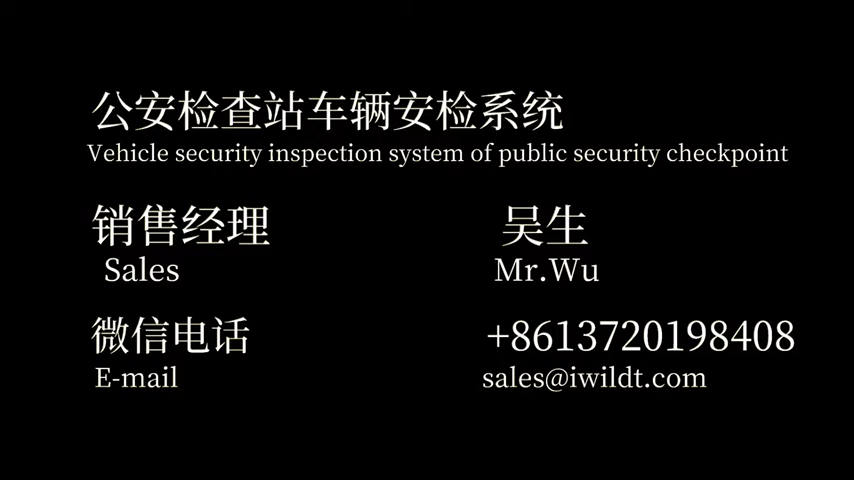 公安检查站车辆安检系统
Vehicle security inspection system of public security checkpoint
销售经理 吴生
Sales Mr.Wu
微信电话 +8613720198408
E-mail sales@iwildt.com